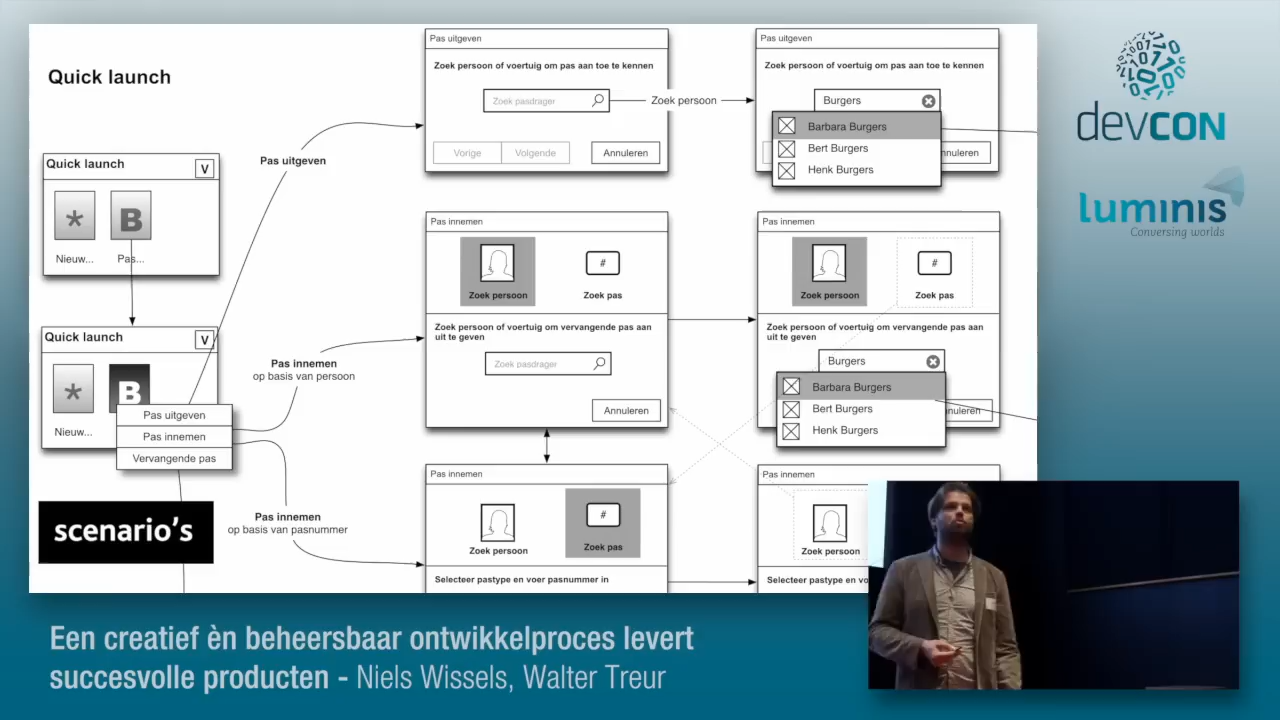 Quick launch
Quick launch
V
*
B
Nieuw...
Pas...
Quick launch
V
*
B
Nieuw...
Pas uitgeven
Pas innemen
Vervangende pas
scenario's
Pas uitgeven
Pas innemen
op basis van persoon
Pas innemen
op basis van pasnummer
Pas uitgeven
Zoek persoon of voertuig om pas aan toe te kennen
Zoek pasdrager
Vorige
Volgende
Annuleren
Zoek persoon
Pas uitgeven
Zoek persoon of voertuig om pas aan toe te kennen
Burgers
Barbara Burgers
Bert Burgers
Henk Burgers
nnuleren
Pas innemen
Zoek persoon
#
Zoek pas
Zoek persoon of voertuig om vervangende pas aan
uit te geven
Zoek pasdrager
Annuleren
Pas innemen
Zoek persoon
#
Zoek pas
Zoek persoon of voertuig om vervangende pas aan
uit te geven
Burgers
Barbara Burgers
Bert Burgers
Henk Burgers
nnuleren
Pas innemen
Zoek persoon
#
Zoek pas
Selecteer pastype en voer pasnummer in
Pas innemen
Zoek persoon
Selecteer pastype en vo
devcon
luminis
Conversing worlds
Een creatief èn beheersbaar ontwikkelproces levert
succesvolle producten - Niels Wissels, Walter Treur